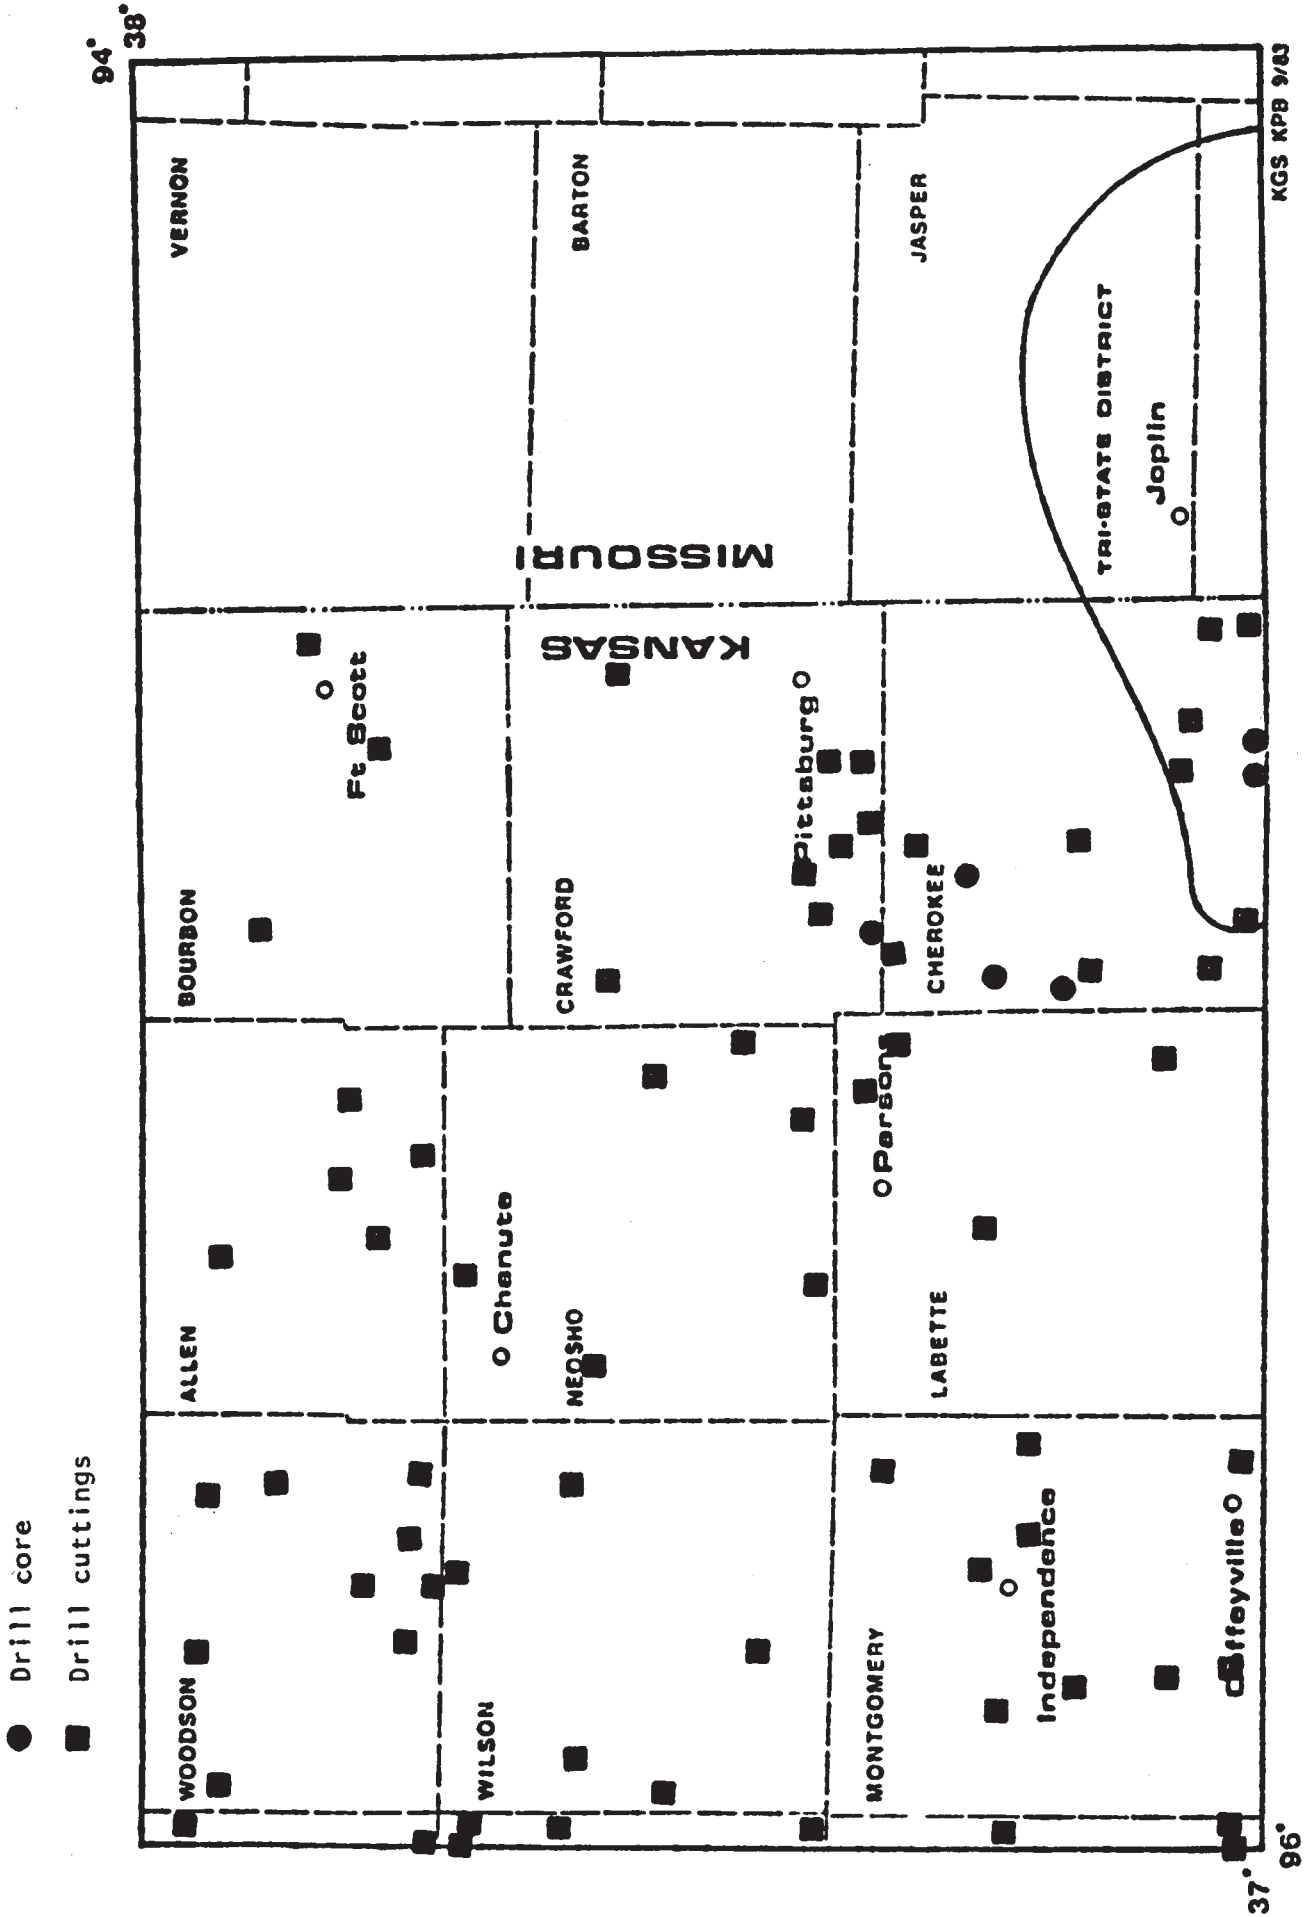 Drill core
Drill cuttings
94°
38°
WOODSON
ALLEN
BOURBON
VERNON
Ft Scott
WILSON
Chanute
NEOSHO
CRAWFORD
KANSAS
MISSOURI
BARTON
Pittsburg
MONTGOMERY
Parsons
LABETTE
CHEROKEE
JASPER
Independence
TRI-STATE DISTRICT
Joplin
Coffeyville
37°
96°
KGS KPB 9/83